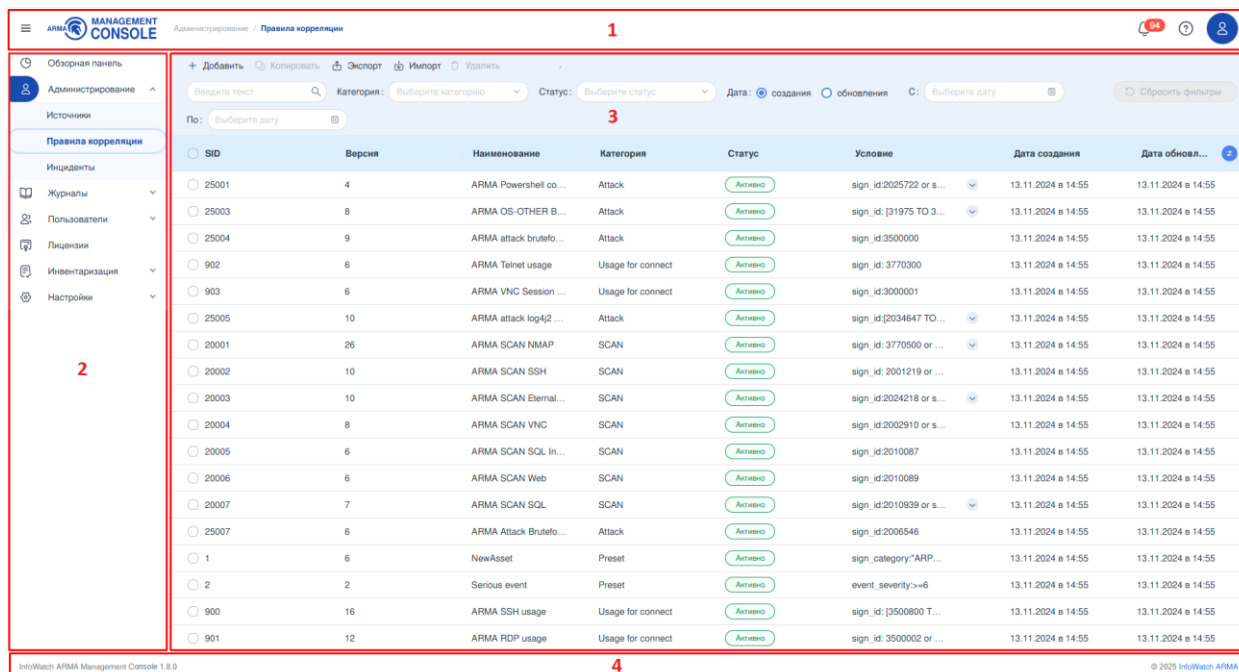 ARMA MANAGEMENT CONSOLE Администрирование / Правила корреляции 1 94
Обзорная панель + Добавить Копировать Экспорт Импорт Удалить
Администрирование Введите текст Категория: Выберите категорию Статус: Выберите статус Дата: создания обновления С: Выберите дату Сбросить фильтры
Источники По: Выберите дату 3
Правила корреляции SID Версия Наименование Категория Статус Условие Дата создания Дата обновл...
Инциденты
Журналы 25001 4 ARMA Powershell co... Attack Активно sign_id:2025722 or s... 13.11.2024 в 14:55 13.11.2024 в 14:55
Пользователи 25003 8 ARMA OS-OTHER B... Attack Активно sign_id: [31975 TO 3... 13.11.2024 в 14:55 13.11.2024 в 14:55
Лицензии 25004 9 ARMA attack brutefo... Attack Активно sign_id:3500000 13.11.2024 в 14:55 13.11.2024 в 14:55
Инвентаризация 902 6 ARMA Telnet usage Usage for connect Активно sign_id: 3770300 13.11.2024 в 14:55 13.11.2024 в 14:55
Настройки 903 6 ARMA VNC Session ... Usage for connect Активно sign_id:3000001 13.11.2024 в 14:55 13.11.2024 в 14:55
25005 10 ARMA attack log4j2 ... Attack Активно sign_id:[2034647 TO... 13.11.2024 в 14:55 13.11.2024 в 14:55
20001 26 ARMA SCAN NMAP SCAN Активно sign_id: 3770500 or ... 13.11.2024 в 14:55 13.11.2024 в 14:55
2 20002 10 ARMA SCAN SSH SCAN Активно sign_id: 2001219 or ... 13.11.2024 в 14:55 13.11.2024 в 14:55
20003 10 ARMA SCAN Eternal... SCAN Активно sign_id:2024218 or s... 13.11.2024 в 14:55 13.11.2024 в 14:55
20004 8 ARMA SCAN VNC SCAN Активно sign_id:2002910 or s... 13.11.2024 в 14:55 13.11.2024 в 14:55
20005 6 ARMA SCAN SQL In... SCAN Активно sign_id:2010087 13.11.2024 в 14:55 13.11.2024 в 14:55
20006 6 ARMA SCAN Web SCAN Активно sign_id:2010089 13.11.2024 в 14:55 13.11.2024 в 14:55
20007 7 ARMA SCAN SQL SCAN Активно sign_id:2010939 or s... 13.11.2024 в 14:55 13.11.2024 в 14:55
25007 6 ARMA Attack Brutefo... Attack Активно sign_id:2006546 13.11.2024 в 14:55 13.11.2024 в 14:55
1 6 NewAsset Preset Активно sign_category:"ARP... 13.11.2024 в 14:55 13.11.2024 в 14:55
2 2 Serious event Preset Активно event_severity:>=6 13.11.2024 в 14:55 13.11.2024 в 14:55
900 16 ARMA SSH usage Usage for connect Активно sign_id: [3500800 T... 13.11.2024 в 14:55 13.11.2024 в 14:55
901 12 ARMA RDP usage Usage for connect Активно sign_id: 3500002 or ... 13.11.2024 в 14:55 13.11.2024 в 14:55
InfoWatch ARMA Management Console 1.8.0 4 © 2025 InfoWatch ARMA